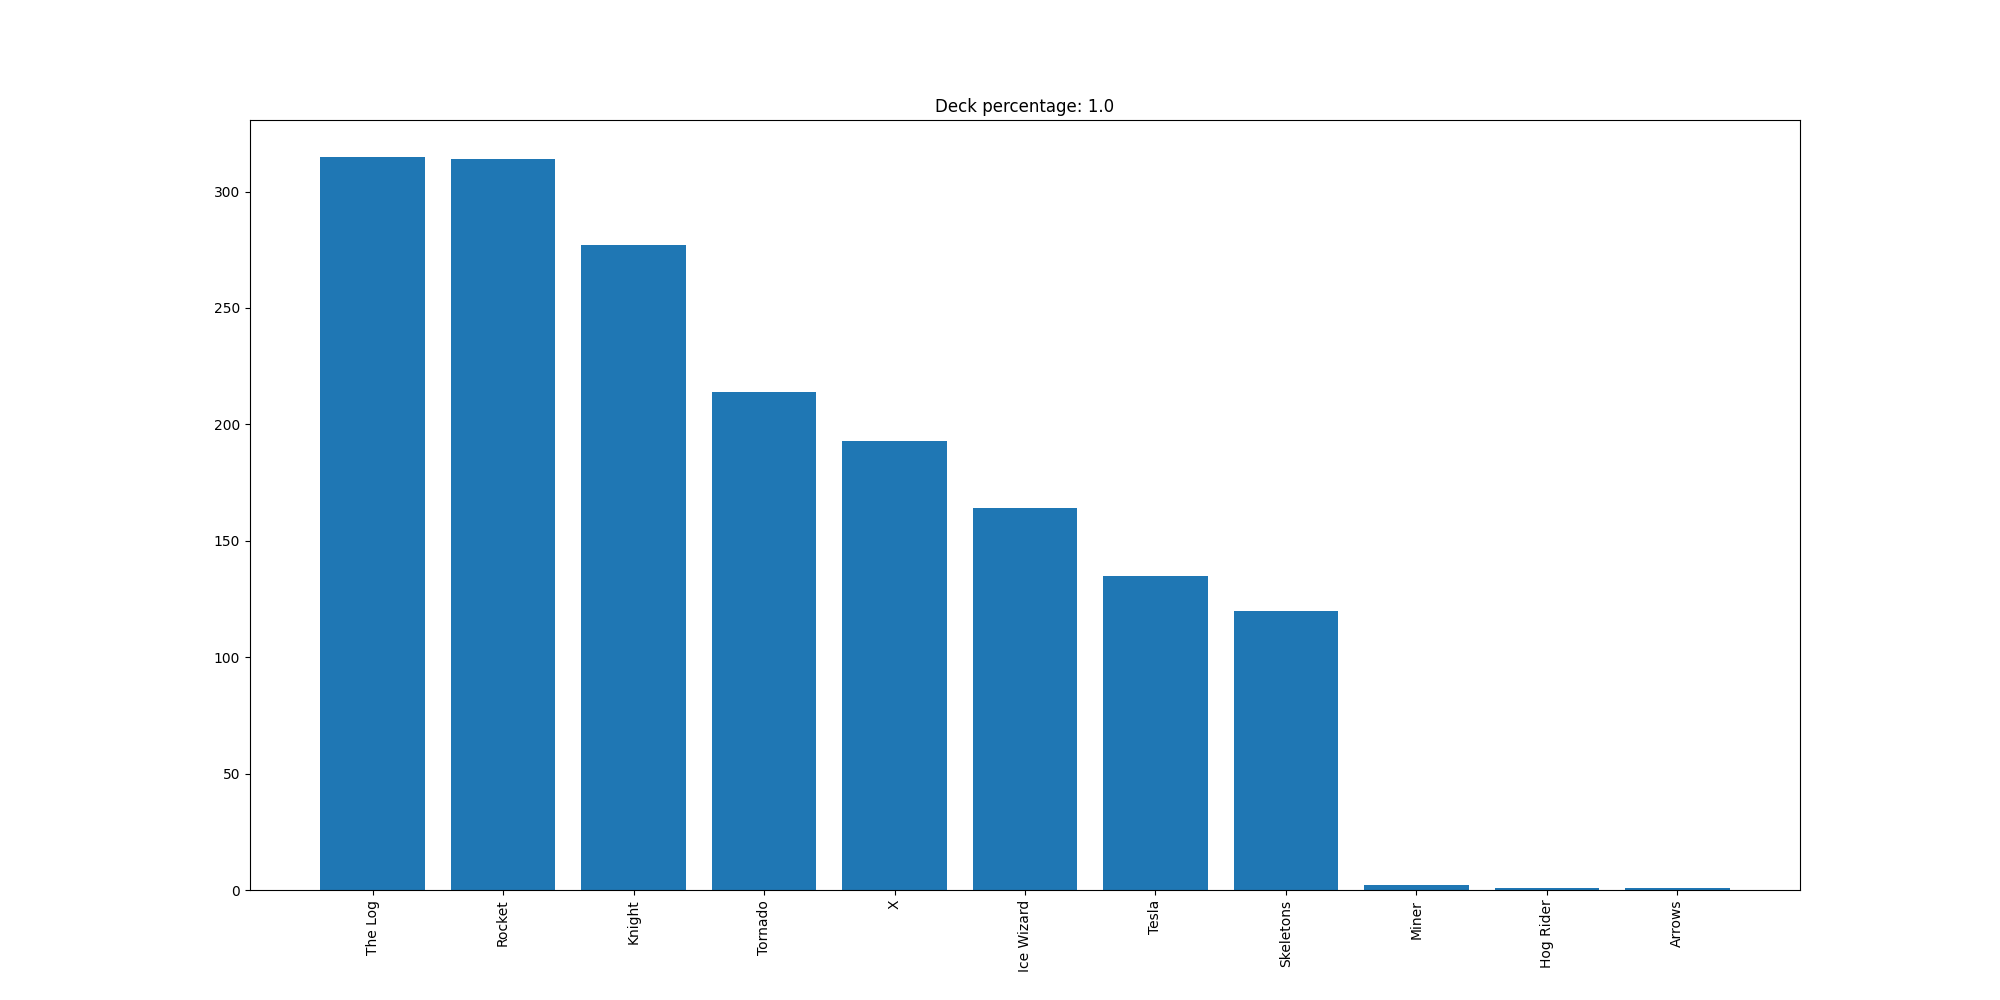 Deck percentage: 1.0
300
250
200
150
100
50
0
The Log
Rocket
Knight
Tornado
X
Ice Wizard
Tesla
Skeletons
Miner
Hog Rider
Arrows